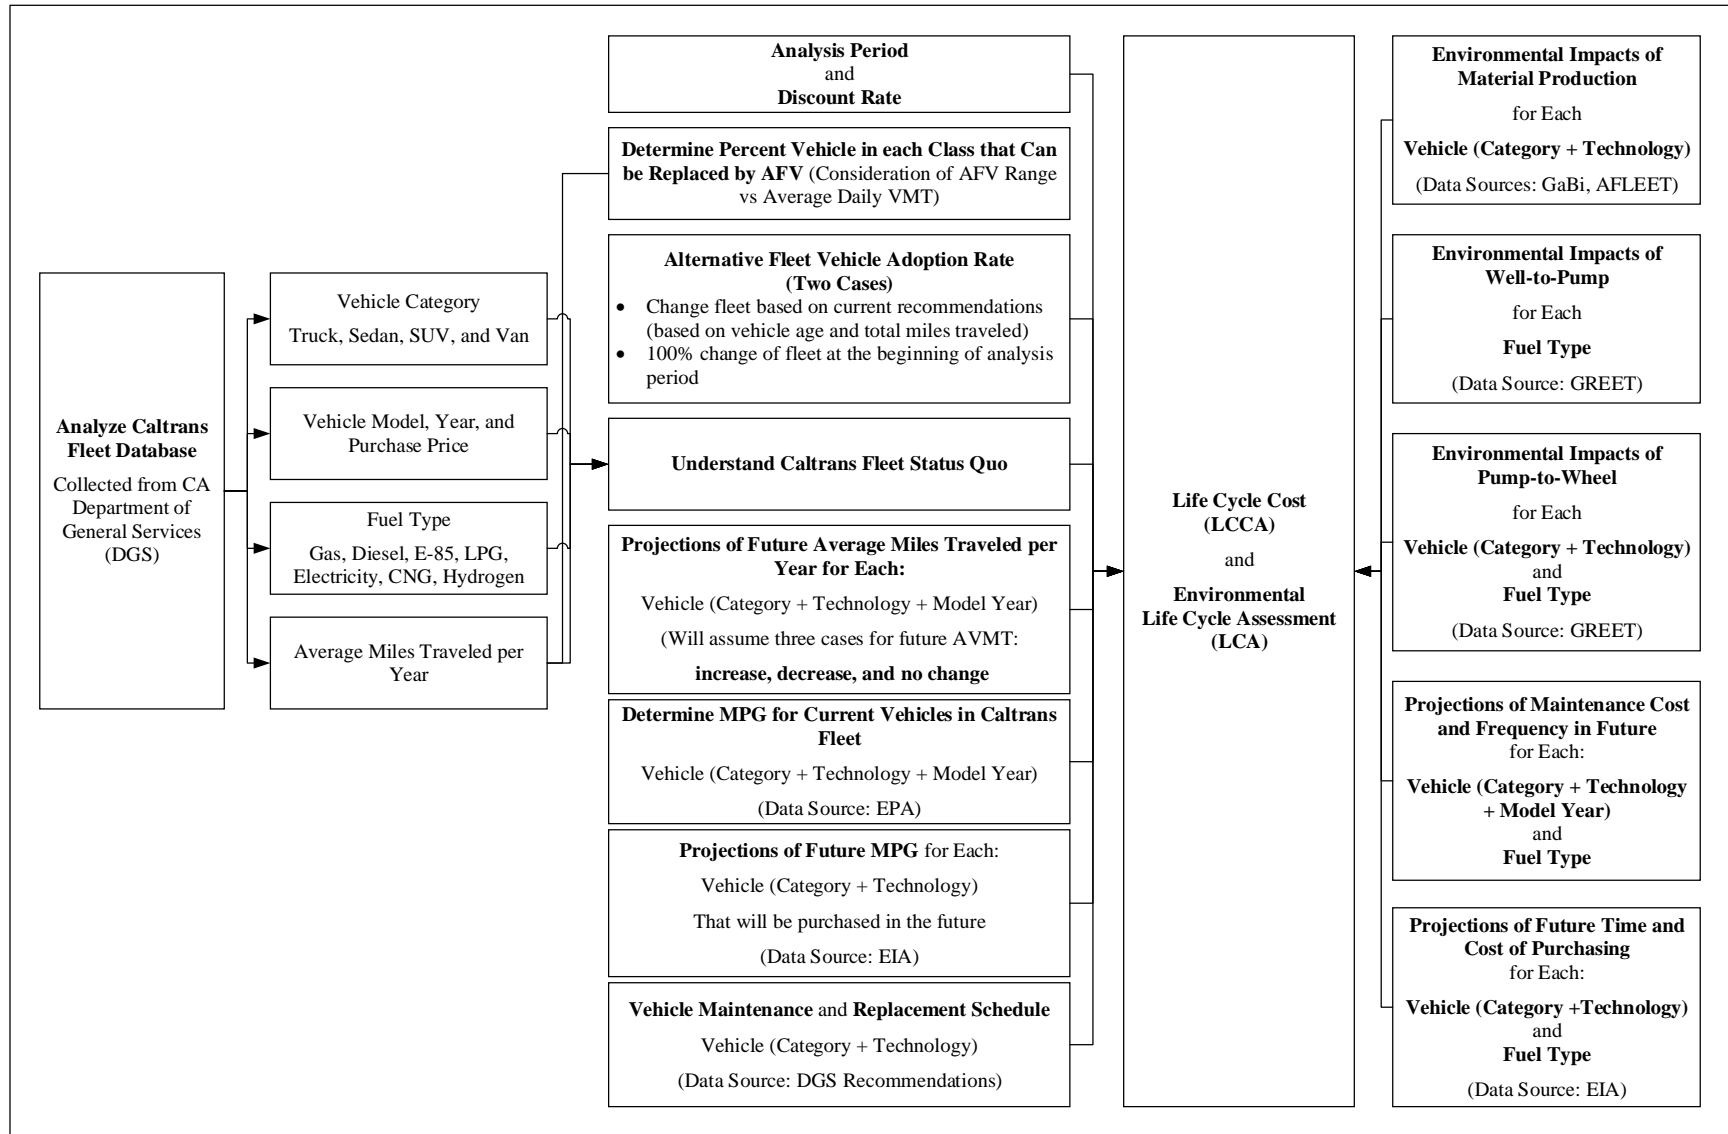 Analyze Caltrans
Fleet Database
Collected from CA
Department of
General Services
(DGS)
Vehicle Category
Truck, Sedan, SUV, and Van
Vehicle Model, Year, and
Purchase Price
Fuel Type
Gas, Diesel, E-85, LPG,
Electricity, CNG, Hydrogen
Average Miles Traveled per
Year
Analysis Period
and
Discount Rate
Determine Percent Vehicle in each Class that Can
be Replaced by AFV (Consideration of AFV Range
vs Average Daily VMT)
Alternative Fleet Vehicle Adoption Rate
(Two Cases)
• Change fleet based on current recommendations
(based on vehicle age and total miles traveled)
• 100% change of fleet at the beginning of analysis
period
Understand Caltrans Fleet Status Quo
Projections of Future Average Miles Traveled per
Year for Each:
Vehicle (Category + Technology + Model Year)
(Will assume three cases for future AVMT:
increase, decrease, and no change
Determine MPG for Current Vehicles in Caltrans
Fleet
Vehicle (Category + Technology + Model Year)
(Data Source: EPA)
Projections of Future MPG for Each:
Vehicle (Category + Technology)
That will be purchased in the future
(Data Source: EIA)
Vehicle Maintenance and Replacement Schedule
Vehicle (Category + Technology)
(Data Source: DGS Recommendations)
Life Cycle Cost
(LCCA)
and
Environmental
Life Cycle Assessment
(LCA)
Environmental Impacts of
Material Production
for Each
Vehicle (Category + Technology)
(Data Sources: GaBi, AFLEET)
Environmental Impacts of
Well-to-Pump
for Each
Fuel Type
(Data Source: GREET)
Environmental Impacts of
Pump-to-Wheel
for Each
Vehicle (Category + Technology)
and
Fuel Type
(Data Source: GREET)
Projections of Maintenance Cost
and Frequency in Future
for Each:
Vehicle (Category + Technology
+ Model Year)
and
Fuel Type
Projections of Future Time and
Cost of Purchasing
for Each:
Vehicle (Category +Technology)
and
Fuel Type
(Data Source: EIA)